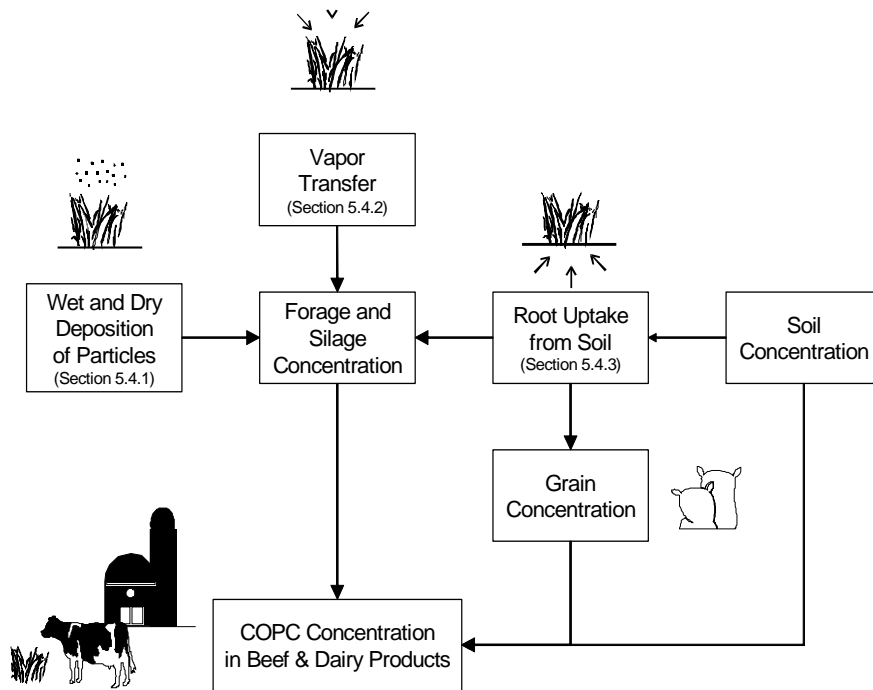 Vapor
Transfer
(Section 5.4.2)
Wet and Dry
Deposition
of Particles
(Section 5.4.1)
Forage and
Silage
Concentration
Root Uptake
from Soil
(Section 5.4.3)
Soil
Concentration
Grain
Concentration
COPC Concentration
in Beef & Dairy Products